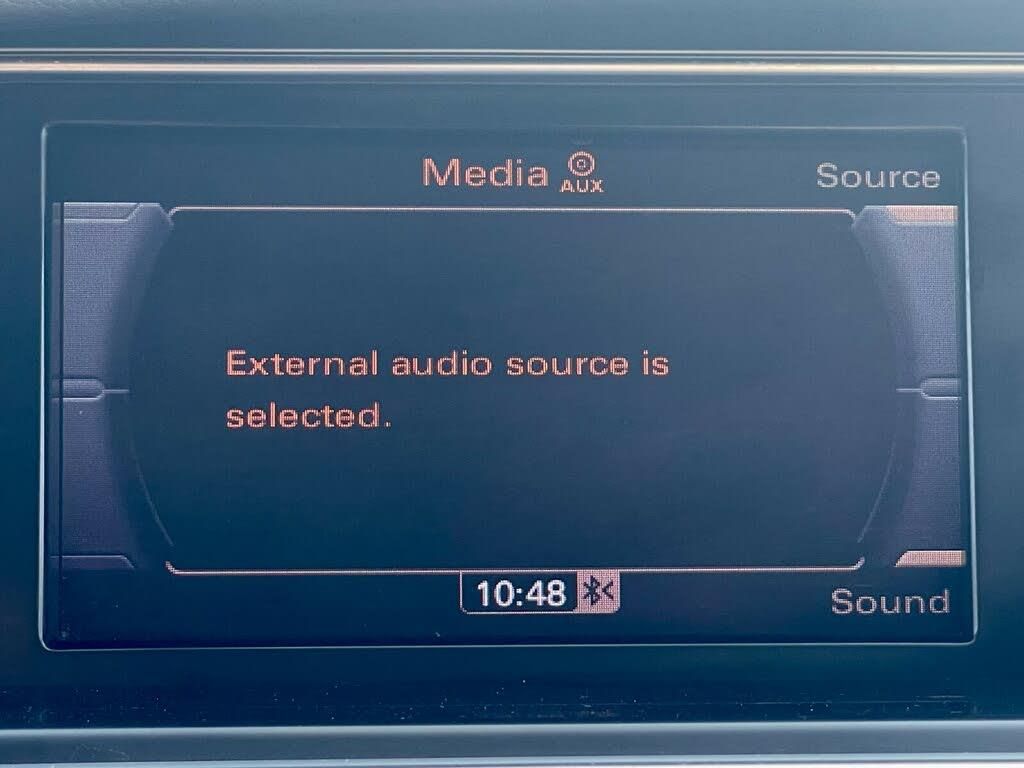 Media AUX Source
External audio source is
selected.
10:48 Sound